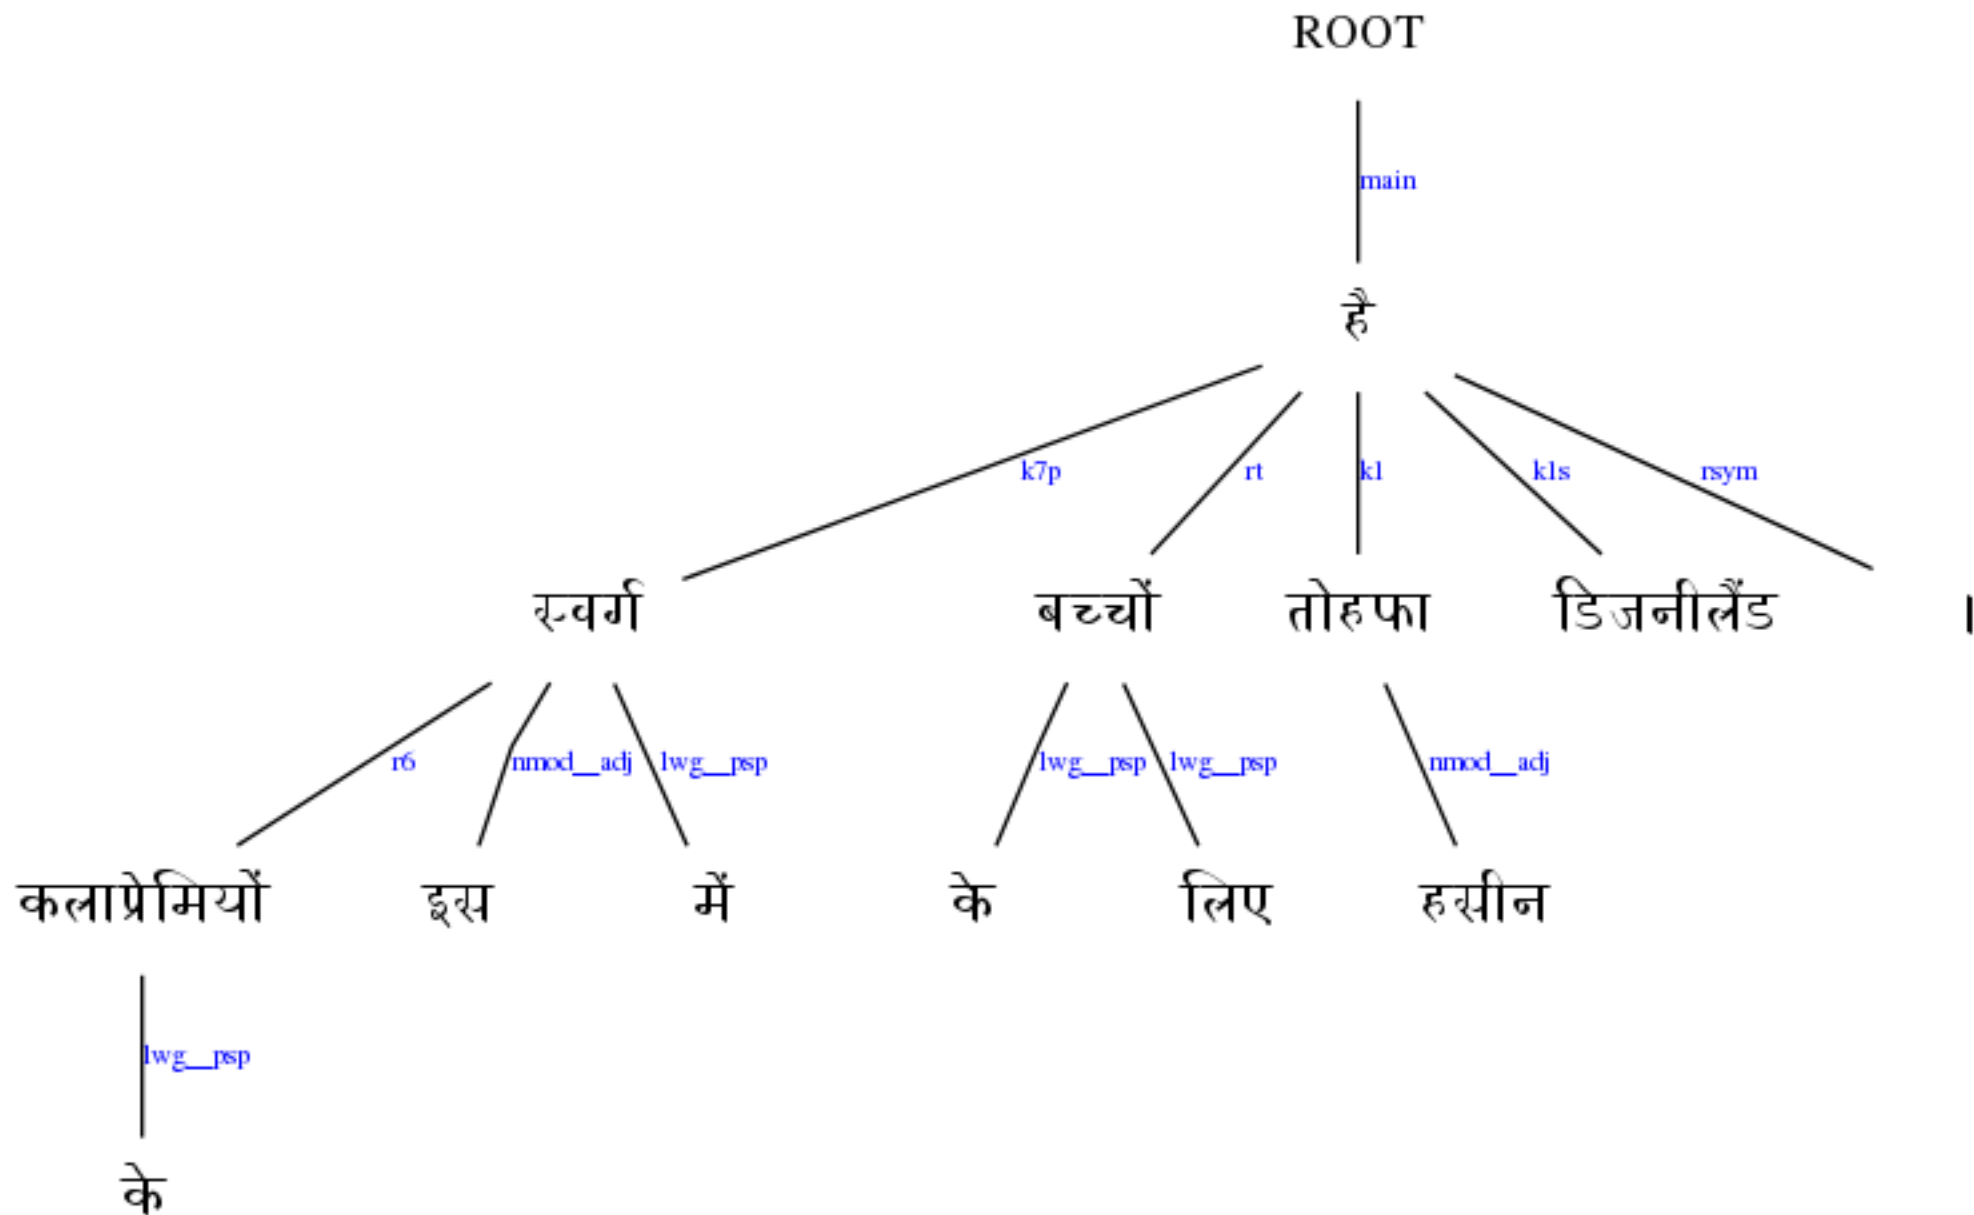 ROOT
main
है
k7p rt k1 k1s rsym
स्वर्ग बच्चों तोहफा डिजनीलैंड ।
r6 nmod__adj lwg__psp lwg__psp lwg__psp nmod__adj
कलाप्रेमियों इस में के लिए हसीन
lwg__psp
के